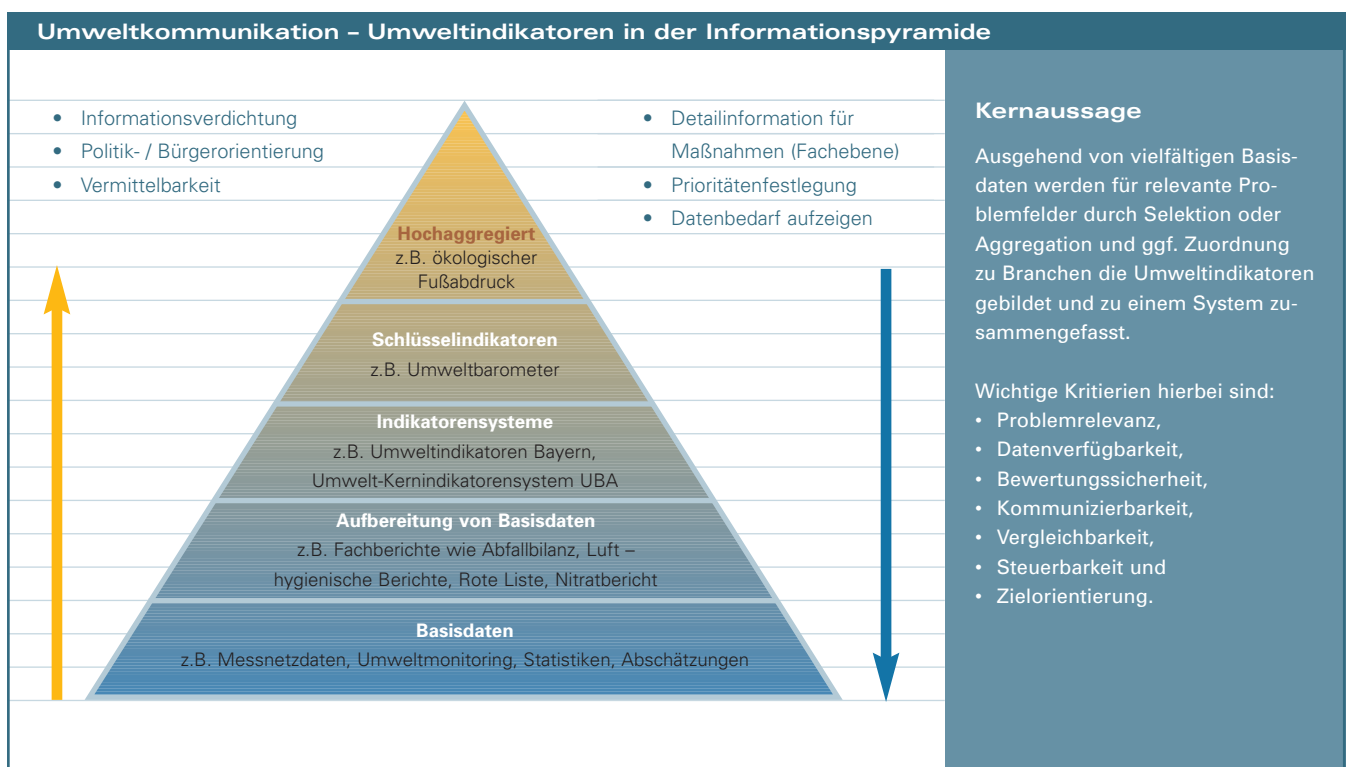 Umweltkommunikation – Umweltindikatoren in der Informationspyramide
• Informationsverdichtung
• Politik- / Bürgerorientierung
• Vermittelbarkeit
• Detailinformation für
Maßnahmen (Fachebene)
• Prioritätenfestlegung
• Datenbedarf aufzeigen
Hochaggregiert
z.B. ökologischer
Fußabdruck
Schlüsselindikatoren
z.B. Umweltbarometer
Indikatorensysteme
z.B. Umweltindikatoren Bayern,
Umwelt-Kernindikatorensystem UBA
Aufbereitung von Basisdaten
z.B. Fachberichte wie Abfallbilanz, Luft –
hygienische Berichte, Rote Liste, Nitratbericht
Basisdaten
z.B. Messnetzdaten, Umweltmonitoring, Statistiken, Abschätzungen
Kernaussage
Ausgehend von vielfältigen Basis-
daten werden für relevante Pro-
blemfelder durch Selektion oder
Aggregation und ggf. Zuordnung
zu Branchen die Umweltindikatoren
gebildet und zu einem System zu-
sammengefasst.
Wichtige Kritierien hierbei sind:
• Problemrelevanz,
• Datenverfügbarkeit,
• Bewertungssicherheit,
• Kommunizierbarkeit,
• Vergleichbarkeit,
• Steuerbarkeit und
• Zielorientierung.